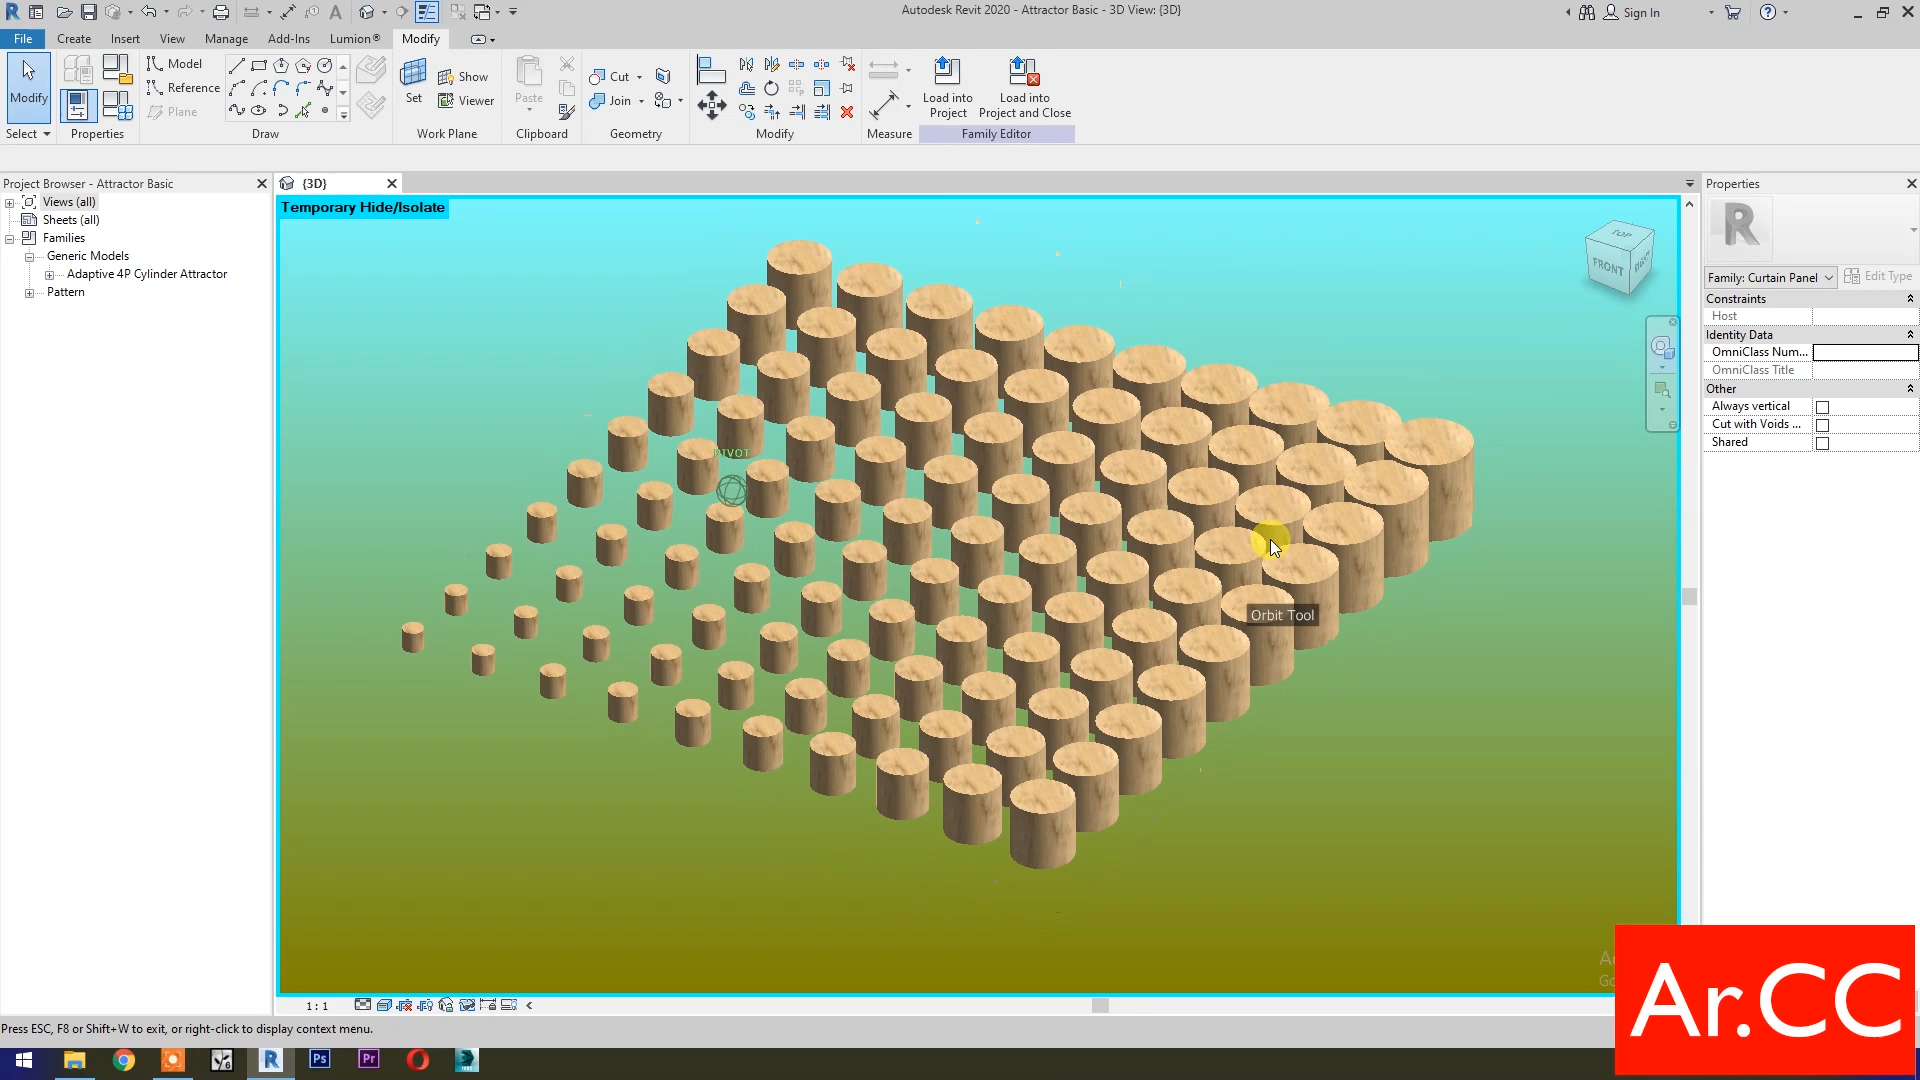 Autodesk Revit 2020 - Attractor Basic - 3D View: {3D}
Sign In
File Create Insert View Manage Add-Ins Lumion® Modify
Modify
Select
Properties
Model
Reference
Plane
Draw
Set
Show
Viewer
Work Plane
Paste
Clipboard
Cut
Join
Geometry
Modify
Measure
Load into
Project
Load into
Project and Close
Family Editor
Project Browser - Attractor Basic
Views (all)
Sheets (all)
Families
Generic Models
Adaptive 4P Cylinder Attractor
Pattern
{3D}
Temporary Hide/Isolate
TOP
FRONT
RIGHT
PIVOT
Orbit Tool
Properties
Family: Curtain Panel
Edit Type
Constraints
Host
Identity Data
OmniClass Num...
OmniClass Title
Other
Always vertical
Cut with Voids ...
Shared
1 : 1
Press ESC, F8 or Shift+W to exit, or right-click to display context menu.
Ps
Pr
Ar.CC